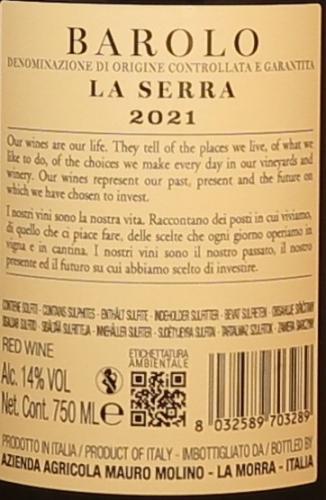 BAROLO
DENOMINAZIONE DI ORIGINE CONTROLLATA E GARANTITA
LA SERRA
2021
Our wines are our life. They tell of the places we live, of what we
like to do, of the choices we make every day in our vineyards and
winery. Our wines represent our past, present and the future on
which we have chosen to invest.
I nostri vini sono la nostra vita. Raccontano dei posti in cui viviamo,
di quello che ci piace fare, delle scelte che ogni giorno operiamo in
vigna e in cantina. I nostri vini sono il nostro passato, il nostro
presente ed il futuro su cui abbiamo scelto di investire.
CONTIENE SOLFITI - CONTAINS SULPHITES - ENTHÄLT SULFITE - INDEHOLDER SULFITTER - BEVAT SULFIETEN - OBSAHUJE
INNEHÅLLER SULFITER -
RED WINE
Alc. 14% VOL
Net. Cont. 750 ML e
ETICHETTATURA
AMBIENTALE
8 032589 703289
PRODOTTO IN ITALIA / PRODUCT OF ITALY - IMBOTTIGLIATO DA / BOTTLED BY
AZIENDA AGRICOLA MAURO MOLINO - LA MORRA - ITALIA